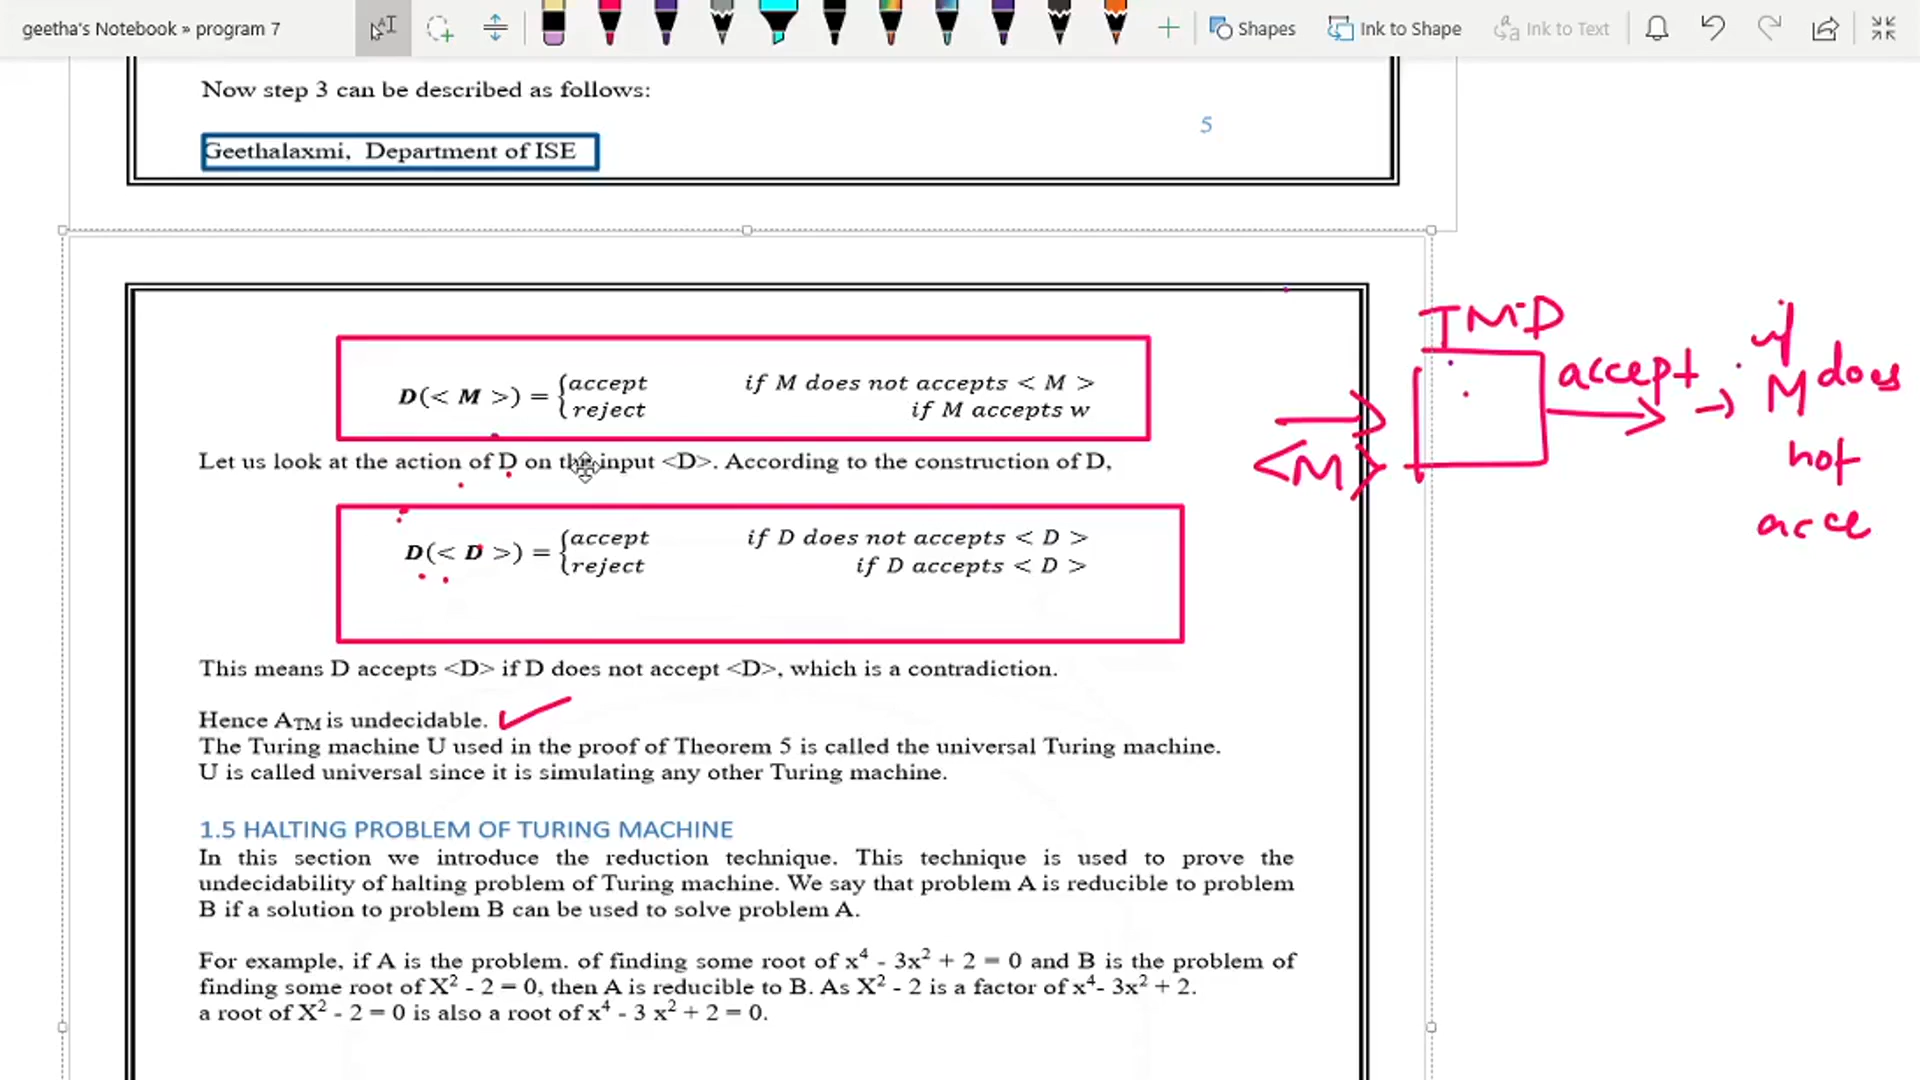 geetha's Notebook » program 7
Shapes
Ink to Shape
Ink to Text
Now step 3 can be described as follows:
5
Geethalaxmi, Department of ISE
D(< M >) = {accept if M does not accepts < M >
reject if M accepts w
Let us look at the action of D on the input <D>. According to the construction of D,
D(< D >) = {accept if D does not accepts < D >
reject if D accepts < D >
This means D accepts <D> if D does not accept <D>, which is a contradiction.
Hence ATM is undecidable.
The Turing machine U used in the proof of Theorem 5 is called the universal Turing machine.
U is called universal since it is simulating any other Turing machine.
1.5 HALTING PROBLEM OF TURING MACHINE
In this section we introduce the reduction technique. This technique is used to prove the
undecidability of halting problem of Turing machine. We say that problem A is reducible to problem
B if a solution to problem B can be used to solve problem A.
For example, if A is the problem. of finding some root of x⁴ - 3x² + 2 = 0 and B is the problem of
finding some root of X² - 2 = 0, then A is reducible to B. As X² - 2 is a factor of x⁴- 3x² + 2.
a root of X² - 2 = 0 is also a root of x⁴ - 3 x² + 2 = 0.
TM-D
<M>
accept → if
M does
not
acce